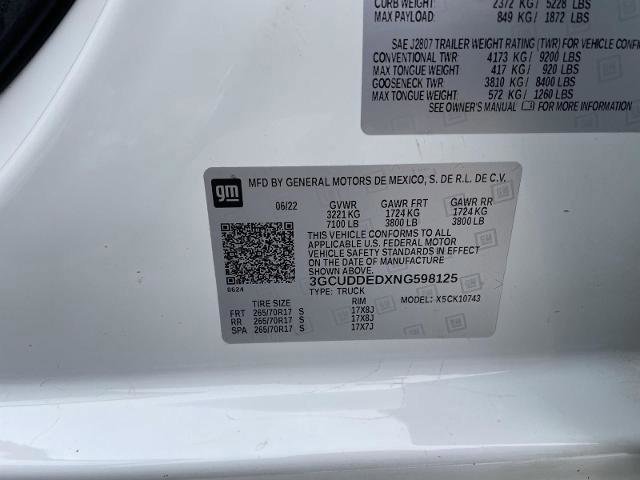 CURB WEIGHT: 2372 KG / 5228 LBS
MAX PAYLOAD: 849 KG / 1872 LBS
SAE J2807 TRAILER WEIGHT RATING (TWR) FOR VEHICLE
CONVENTIONAL TWR: 4173 KG / 9200 LBS
MAX TONGUE WEIGHT: 417 KG / 920 LBS
GOOSENECK TWR: 3810 KG / 8400 LBS
MAX TONGUE WEIGHT: 572 KG / 1260 LBS
SEE OWNER'S MANUAL FOR MORE INFORMATION
gm MFD BY GENERAL MOTORS DE MEXICO, S. DE R.L. DE C.V.
06/22 GVWR GAWR FRT GAWR RR
3221 KG 1724 KG 1724 KG
7100 LB 3800 LB 3800 LB
THIS VEHICLE CONFORMS TO ALL
APPLICABLE U.S. FEDERAL MOTOR
VEHICLE SAFETY STANDARDS IN
EFFECT ON THE DATE OF MANUFACTURE
SHOWN ABOVE.
3GCUDDEDXNG598125
6624 TYPE: TRUCK MODEL: X5CK10743
TIRE SIZE RIM
FRT 265/70R17 S 17X8J
RR 265/70R17 S 17X8J
SPA 265/70R17 S 17X7J